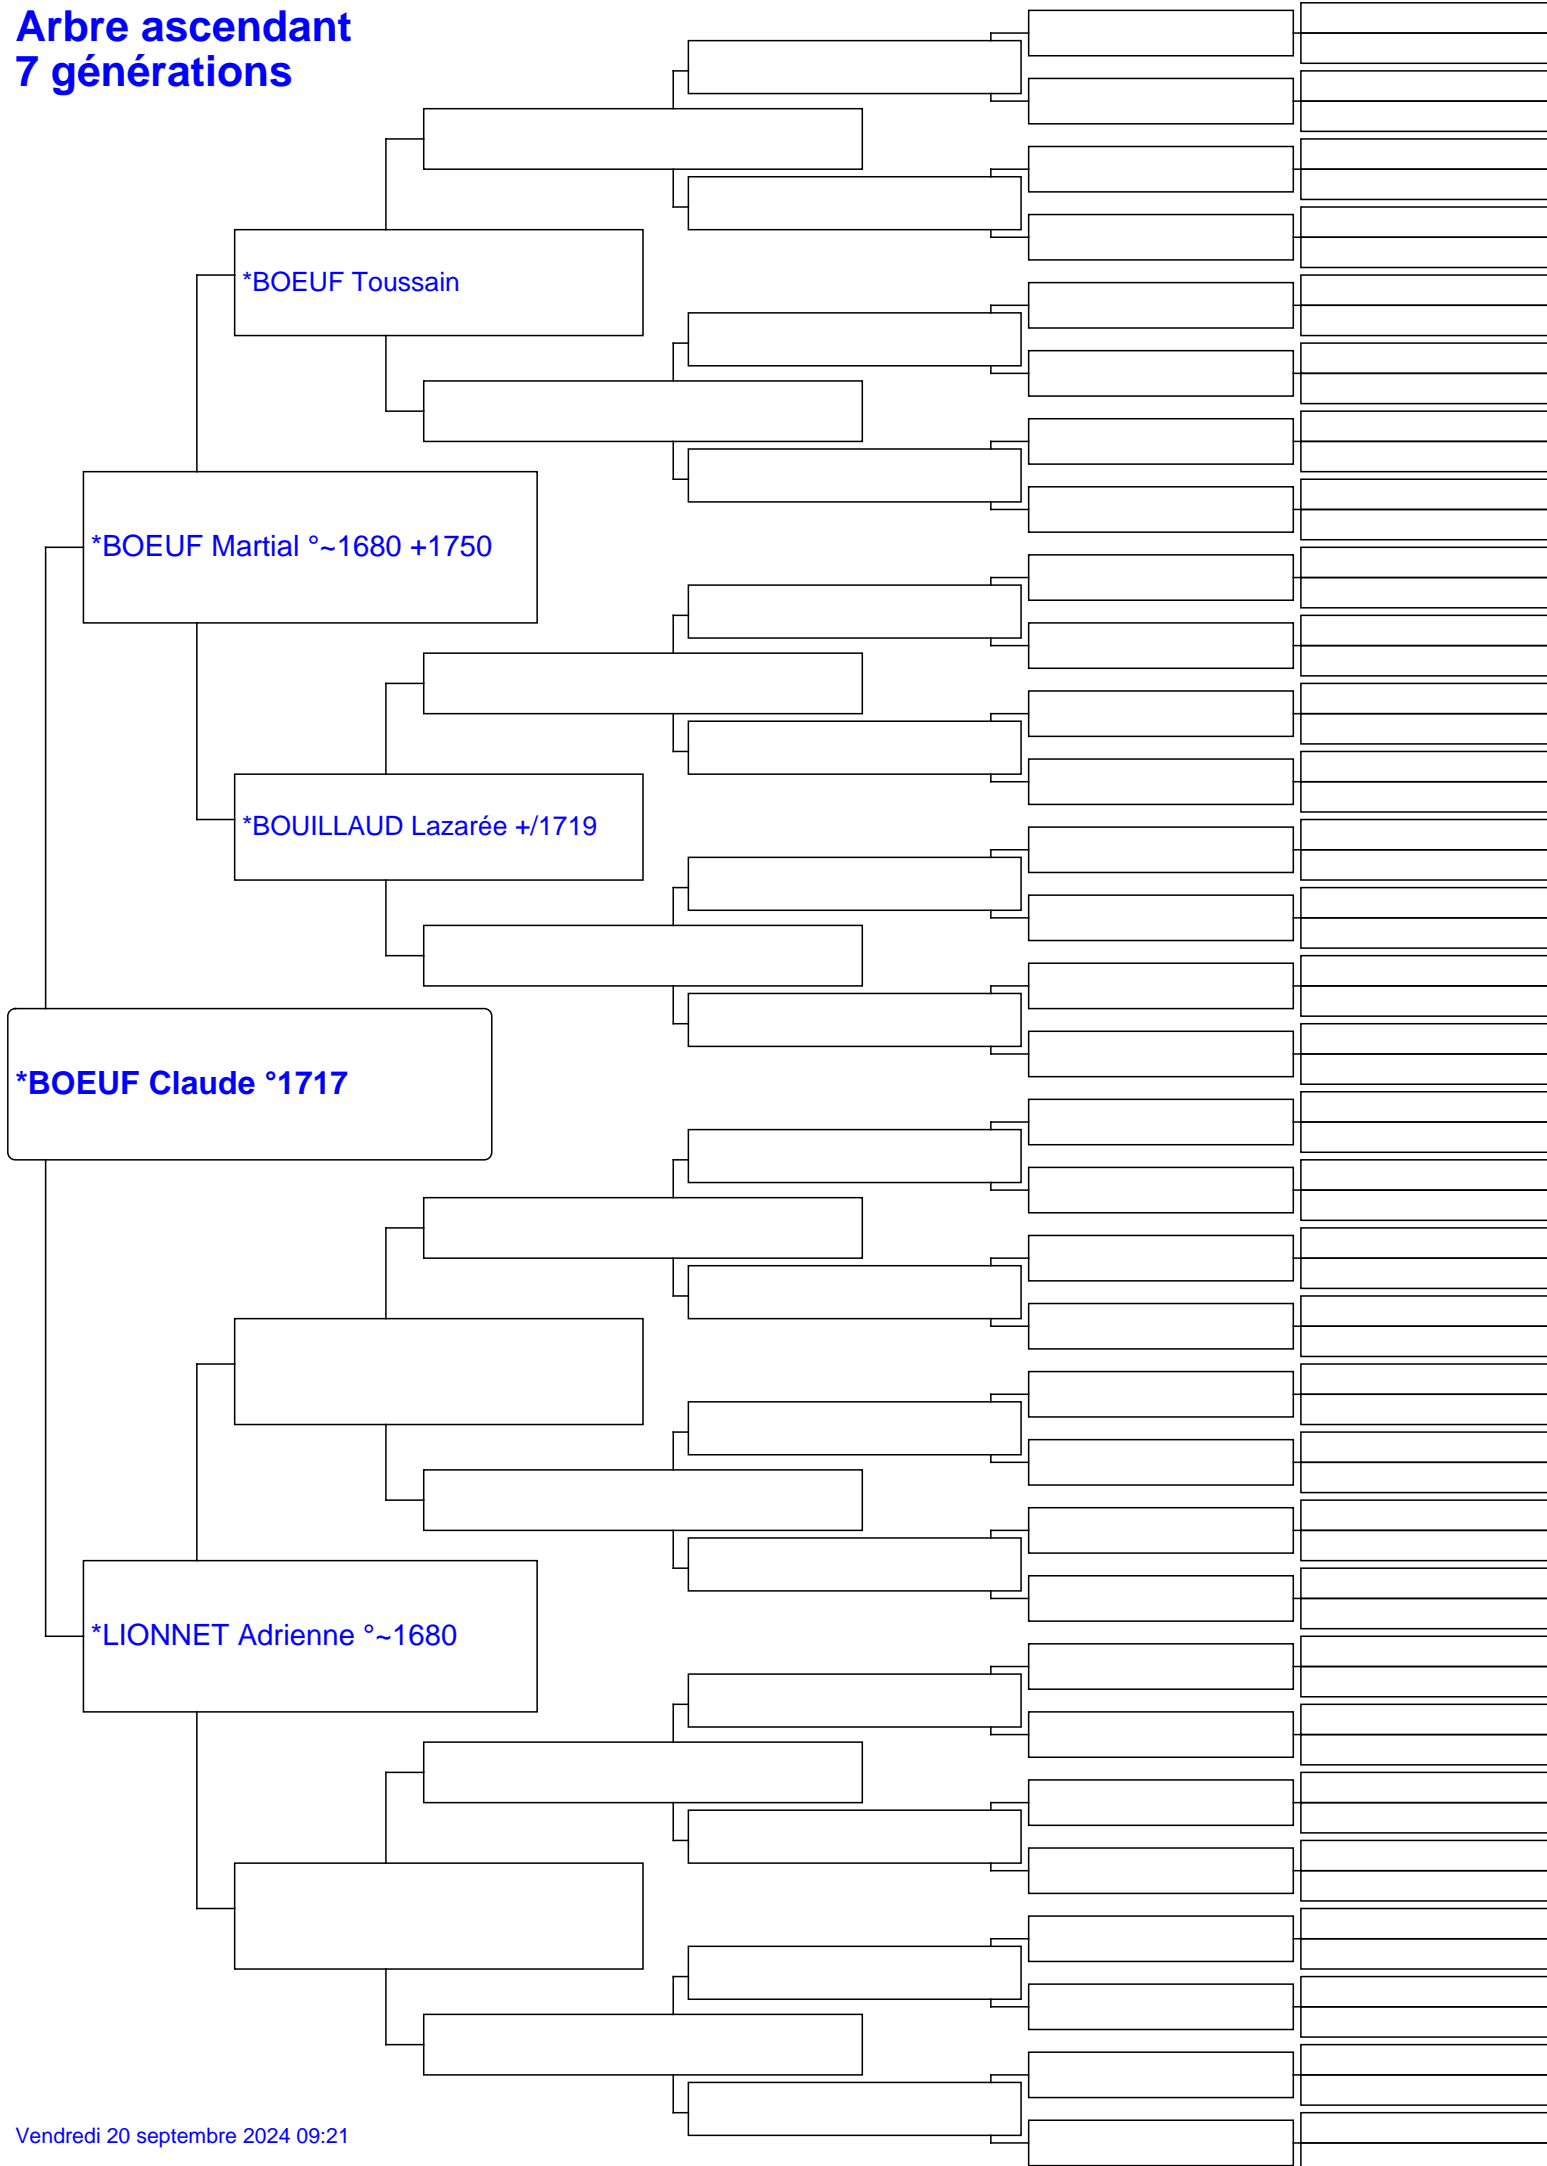 Arbre ascendant
7 générations
*BOEUF Toussain
*BOEUF Martial °~1680 +1750
*BOUILLAUD Lazarée +/1719
*BOEUF Claude °1717
*LIONNET Adrienne °~1680
Vendredi 20 septembre 2024 09:21